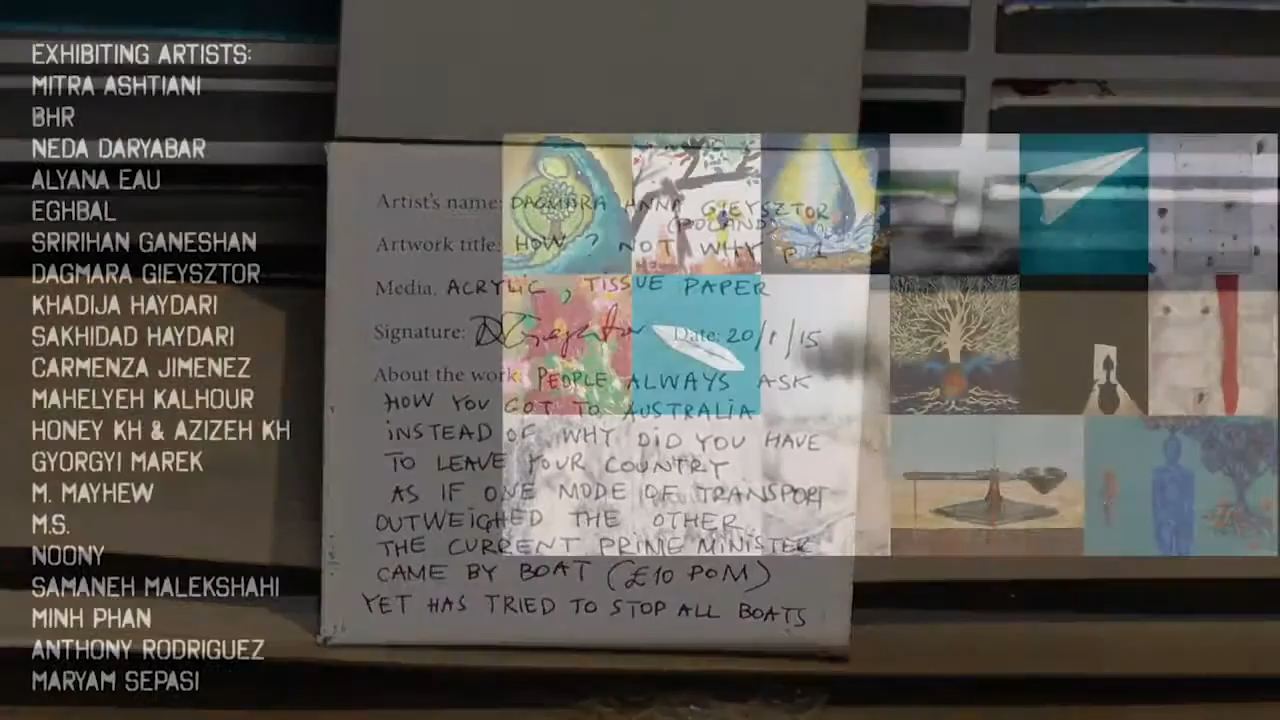 EXHIBITING ARTISTS:
MITRA ASHTIANI
BHR
NEDA DARYABAR
ALYANA EAU
EGHBAL
SRIRIHAN GANESHAN
DAGMARA GIEYSZTOR
KHADIJA HAYDARI
SAKHIDAD HAYDARI
CARMENZA JIMENEZ
MAHELYEH KALHOUR
HONEY KH & AZIZEH KH
GYORGYI MAREK
M. MAYHEW
M.S.
NOONY
SAMANEH MALEKSHAHI
MINH PHAN
ANTHONY RODRIGUEZ
MARYAM SEPASI
Artist's name: DAGMARA ANNA GIEYSZTOR
(POLAND)
Artwork title: HOW? NOT WHY P.1
Media. ACRYLIC, TISSUE PAPER
Signature: DGieysztor Date: 20/1/15
About the work: PEOPLE ALWAYS ASK
HOW YOU GOT TO AUSTRALIA
INSTEAD OF WHY DID YOU HAVE
TO LEAVE YOUR COUNTRY
AS IF ONE MODE OF TRANSPORT
OUTWEIGHED THE OTHER.
THE CURRENT PRIME MINISTER
CAME BY BOAT (£10 POM)
YET HAS TRIED TO STOP ALL BOATS